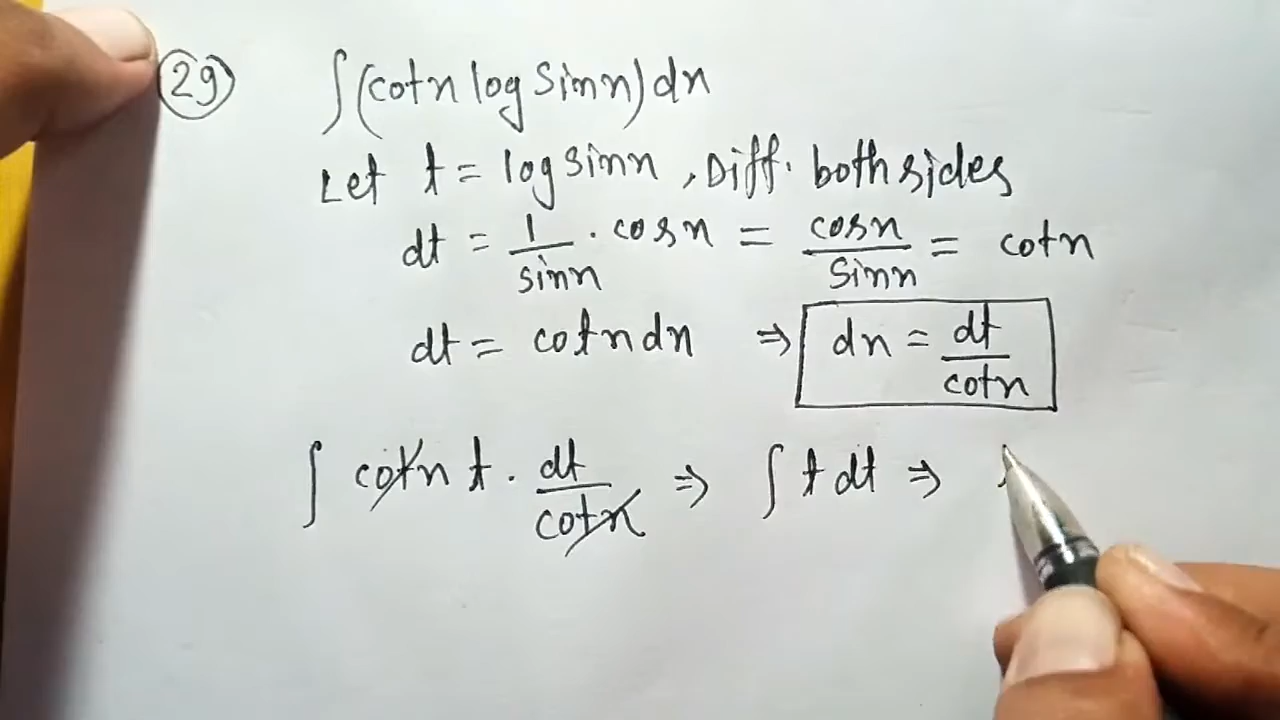 29 ∫(cotx log sinx)dx
Let t = log sinx, Diff. both sides
dt = 1/sinx · cosx = cosx/sinx = cotx
dt = cotx dx ⇒ dx = dt/cotx
∫ cotx t · dt/cotx ⇒ ∫ t dt ⇒